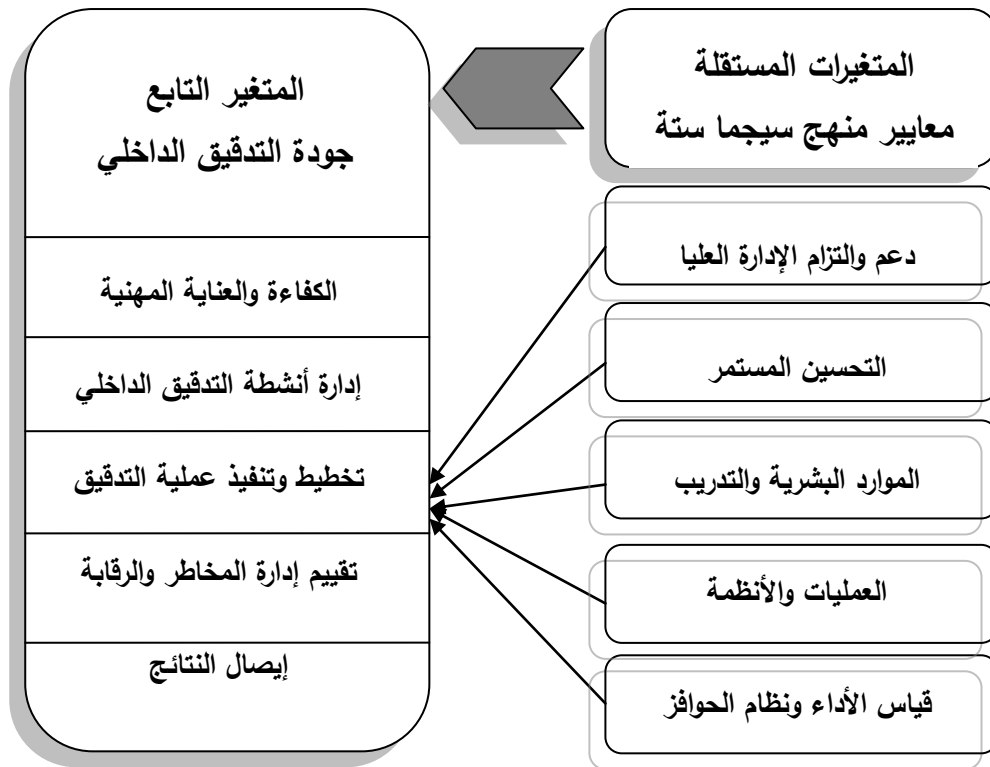 المتغيرات المستقلة
معايير منهج سيجما ستة
دعم والتزام الإدارة العليا
التحسين المستمر
الموارد البشرية والتدريب
العمليات والأنظمة
قياس الأداء ونظام الحوافز
المتغير التابع
جودة التدقيق الداخلي
الكفاءة والعناية المهنية
إدارة أنشطة التدقيق الداخلي
تخطيط وتنفيذ عملية التدقيق
تقييم إدارة المخاطر والرقابة
إيصال النتائج